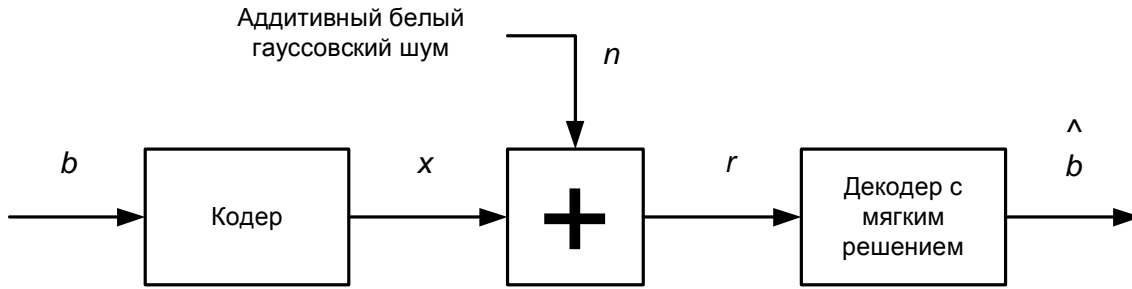 Аддитивный белый
гауссовский шум
n
b
x
r
^
b
Кодер
+
Декодер с
мягким
решением